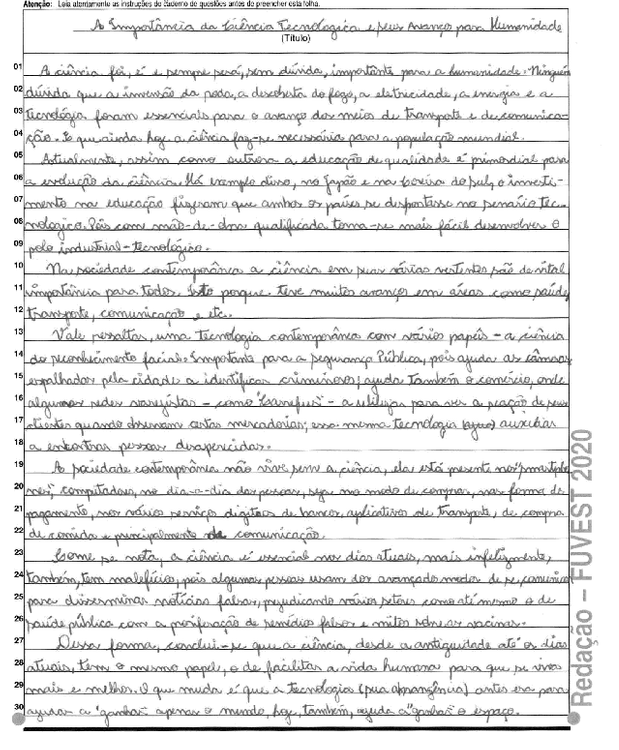 Atenção: Leia atentamente as instruções do caderno de questões antes de preencher esta folha.
A Importância da Ciência Tecnologica e seus Avanço para Humanidade
(Título)
01 A ciência foi, é e sempre será, sem dúvida, importante para a humanidade. Ninguém
02 dúvida que a invenção da roda, a descoberta do fogo, a eletricidade, a energia e a
03 tecnológia foram essenciais para o avanço dos meios de transporte e de comunica-
04 ção. E que ainda hoje a ciência faz-se necessária para a população mundial.
05 Actualmente, assim como outrora a educação de qualidade é primordial para
06 a evolução da ciência. Há exemplo disso, no Japão e na Coreia do Sul, o investi-
07 mento na educação fizeram que ambos os países se despontasse no senário tec-
08 nologico. Pois com mão-de-obra qualificada torna-se mais fácil desenvolver o
09 polo industrial-tecnológico.
10 Na sociedade contemporânea a ciência em suas várias vertentes são de vital
11 importância para todos. Isto porque teve muitos avanços em áreas como saúde,
12 transporte, comunicação e etc.
13 Vale ressaltar, uma tecnologia contemporânea com vários papéis - a ciência
14 do reconhecimento facial. Importante para a segurança Pública, pois ajuda as câmaras
15 espalhadas pela cidade a identificar criminosos; ajuda também o comércio, onde
16 algumas redes varejistas - como "Carrefour" - a utiliza para ver a reação de seus
17 clientes quando observam certas mercadorias; essa mesma tecnologia auxiliar
18 a encontrar pessoas desaparecidas.
19 A sociedade contemporânea não vive sem a ciência, ela está presente nos "smartpho
20 nes", computadores, no dia-a-dia das pessoas, seja no modo de comprar, nas forma de
21 pagamento, nos vários serviços digitais de bancos, aplicativos de transporte, de compra
22 de comida e principalmente de comunicação.
23 Come se nota, a ciência é essencial nos dias atuais, mais infelizmente,
24 também, tem malefício, pois algumas pessoas usam dos avançado modos de se comunicar
25 para disseminar notícias falsas, prejudicando vários setores como até mesmo o de
26 saúde pública com a poriferação de remédio falsos e mitos sobre as vacinas.
27 Dessa forma, conclui-se que a ciência, desde a antiguidade até os dias
28 atuais, tem o mesmo papel, o de facilitar a vida humana para que se viva
29 mais e melhor. O que muda é que a tecnologia (sua abrangência) antes era para
30 ajudar a "ganhar" apenas o mundo, hoje, também, ajuda a "ganhar" o espaço.
Redação – FUVEST 2020